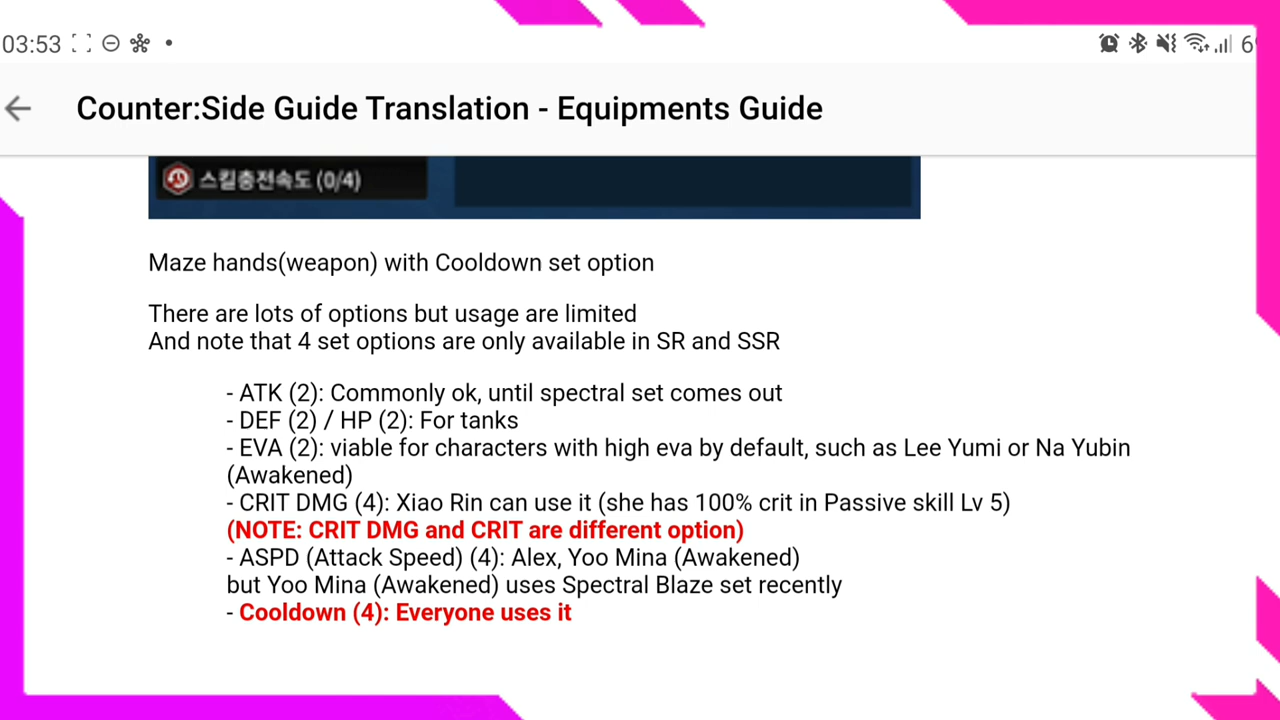 03:53
6
Counter:Side Guide Translation - Equipments Guide
스킬충전속도 (0/4)
Maze hands(weapon) with Cooldown set option
There are lots of options but usage are limited
And note that 4 set options are only available in SR and SSR
- ATK (2): Commonly ok, until spectral set comes out
- DEF (2) / HP (2): For tanks
- EVA (2): viable for characters with high eva by default, such as Lee Yumi or Na Yubin
(Awakened)
- CRIT DMG (4): Xiao Rin can use it (she has 100% crit in Passive skill Lv 5)
(NOTE: CRIT DMG and CRIT are different option)
- ASPD (Attack Speed) (4): Alex, Yoo Mina (Awakened)
but Yoo Mina (Awakened) uses Spectral Blaze set recently
- Cooldown (4): Everyone uses it